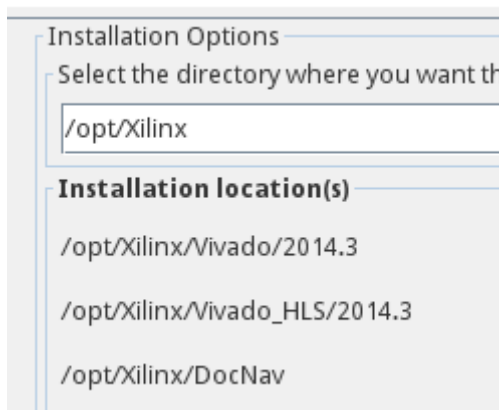 Installation Options
Select the directory where you want
/opt/Xilinx
Installation location(s)
/opt/Xilinx/Vivado/2014.3
/opt/Xilinx/Vivado_HLS/2014.3
/opt/Xilinx/DocNav